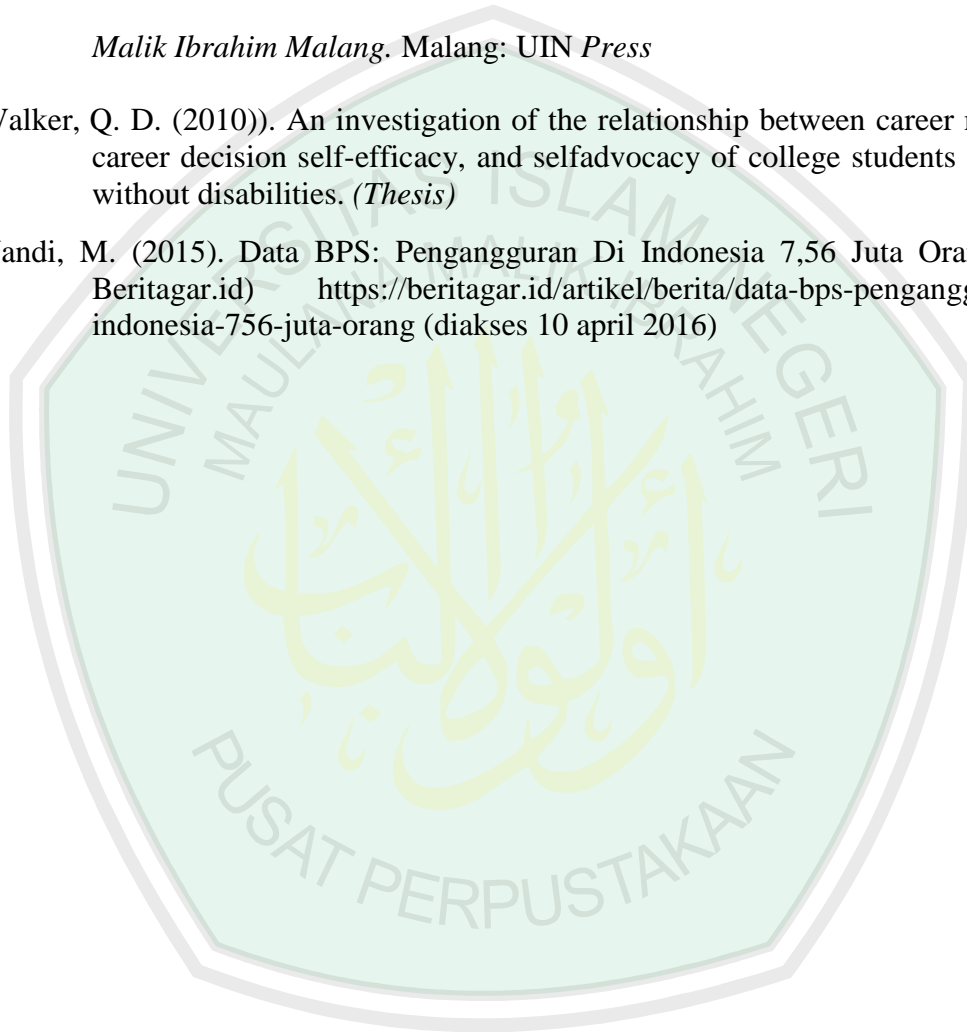 Malik Ibrahim Malang. Malang: UIN Press
Walker, Q. D. (2010)). An investigation of the relationship between career
career decision self-efficacy, and selfadvocacy of college students
without disabilities. (Thesis)
andi, M. (2015). Data BPS: Pengangguran Di Indonesia 7,56 Juta Ora
Beritagar.id) https://beritagar.id/artikel/berita/data-bps-pengangg
indonesia-756-juta-orang (diakses 10 april 2016)
UNIVERSITAS ISLAM NEGERI
MAULANA MALIK IBRAHIM
PUSAT PERPUSTAKAAN